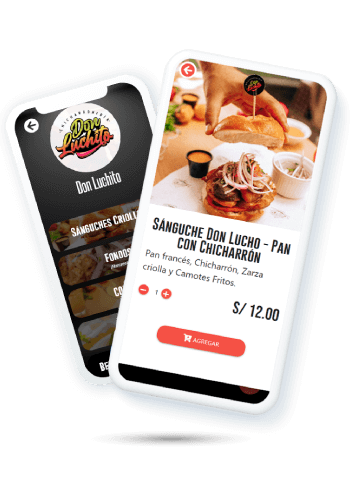 CHICHARRONERÍA
Don
Luchito
Don Luchito
Sánguches Crioll
Fondos
Co
Be
Sánguche Don Lucho - Pan
con Chicharrón
Pan francés, Chicharrón, Zarza
criolla y Camotes Fritos.
1
S/ 12.00
AGREGAR